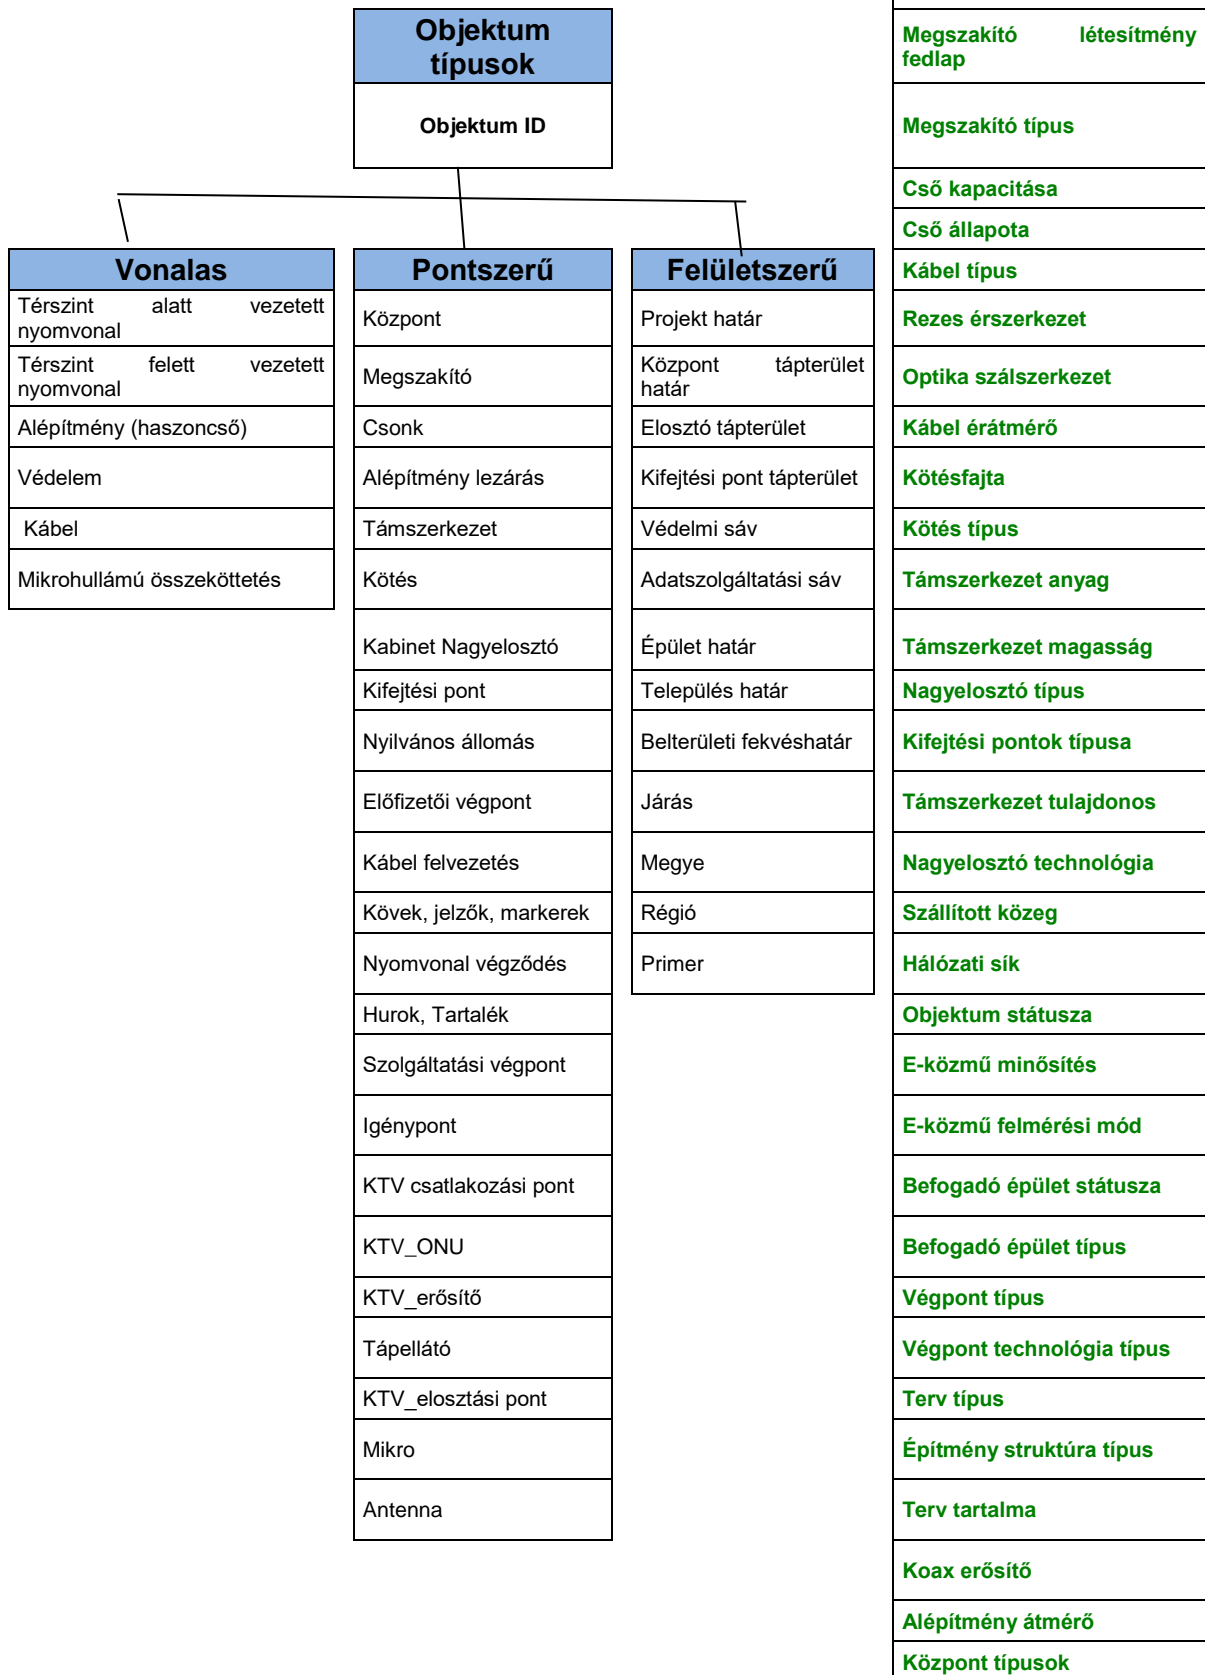 Objektum
típusok
Objektum ID
Vonalas
Térszint alatt vezetett
nyomvonal
Térszint felett vezetett
nyomvonal
Alépítmény (haszoncső)
Védelem
Kábel
Mikrohullámú összeköttetés
Pontszerű
Központ
Megszakító
Csonk
Alépítmény lezárás
Támszerkezet
Kötés
Kabinet Nagyelosztó
Kifejtési pont
Nyilvános állomás
Előfizetői végpont
Kábel felvezetés
Kövek, jelzők, markerek
Nyomvonal végződés
Hurok, Tartalék
Szolgáltatási végpont
Igénypont
KTV csatlakozási pont
KTV_ONU
KTV_erősítő
Tápellátó
KTV_elosztási pont
Mikro
Antenna
Felületszerű
Projekt határ
Központ tápterület
határ
Elosztó tápterület
Kifejtési pont tápterület
Védelmi sáv
Adatszolgáltatási sáv
Épület határ
Település határ
Belterületi fekvéshatár
Járás
Megye
Régió
Primer
Megszakító létesítmény
fedlap
Megszakító típus
Cső kapacitása
Cső állapota
Kábel típus
Rezes érszerkezet
Optika szálszerkezet
Kábel érátmérő
Kötésfajta
Kötés típus
Támszerkezet anyag
Támszerkezet magasság
Nagyelosztó típus
Kifejtési pontok típusa
Támszerkezet tulajdonos
Nagyelosztó technológia
Szállított közeg
Hálózati sík
Objektum státusza
E-közmű minősítés
E-közmű felmérési mód
Befogadó épület státusza
Befogadó épület típus
Végpont típus
Végpont technológia típus
Terv típus
Építmény struktúra típus
Terv tartalma
Koax erősítő
Alépítmény átmérő
Központ típusok